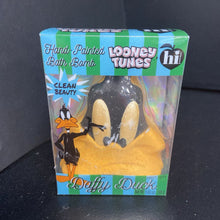 Hand-Painted
Bath Bomb
LOONEY
TUNES
hi
CLEAN
BEAUTY
Daffy Duck